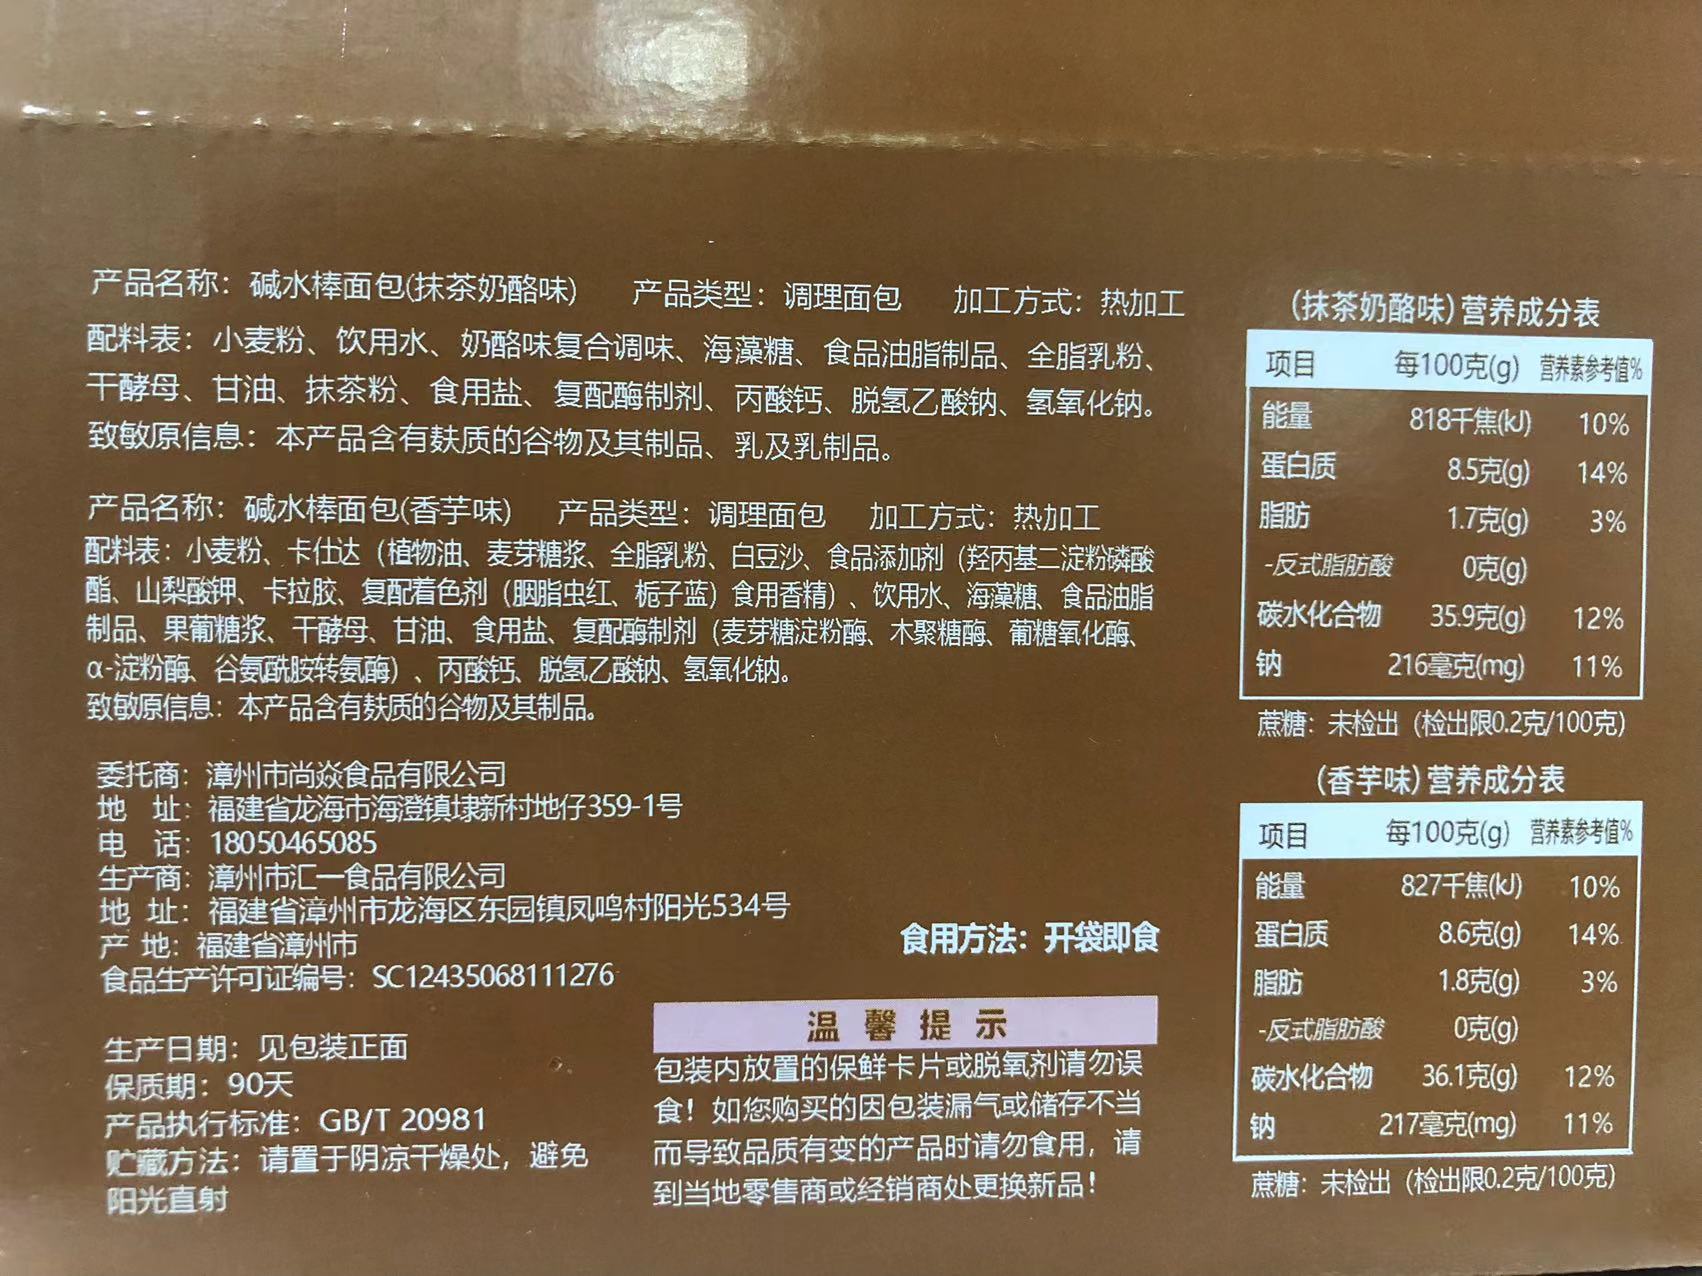 产品名称：碱水棒面包(抹茶奶酪味) 产品类型：调理面包 加工方式：热加工
配料表：小麦粉、饮用水、奶酪味复合调味、海藻糖、食品油脂制品、全脂乳粉、
干酵母、甘油、抹茶粉、食用盐、复配酶制剂、丙酸钙、脱氢乙酸钠、氢氧化钠。
致敏原信息：本产品含有麸质的谷物及其制品、乳及乳制品。
产品名称：碱水棒面包(香芋味) 产品类型：调理面包 加工方式：热加工
配料表：小麦粉、卡仕达（植物油、麦芽糖浆、全脂乳粉、白豆沙、食品添加剂（羟丙基二淀粉磷酸
酯、山梨酸钾、卡拉胶、复配着色剂（胭脂虫红、栀子蓝）食用香精）、饮用水、海藻糖、食品油脂
制品、果葡糖浆、干酵母、甘油、食用盐、复配酶制剂（麦芽糖淀粉酶、木聚糖酶、葡糖氧化酶、
α-淀粉酶、谷氨酰胺转氨酶）、丙酸钙、脱氢乙酸钠、氢氧化钠。
致敏原信息：本产品含有麸质的谷物及其制品。
委托商：漳州市尚焱食品有限公司
地 址：福建省龙海市海澄镇埭新村地仔359-1号
电 话：18050465085
生产商：漳州市汇一食品有限公司
地 址：福建省漳州市龙海区东园镇凤鸣村阳光534号
产 地：福建省漳州市
食品生产许可证编号：SC12435068111276
生产日期：见包装正面
保质期：90天
产品执行标准：GB/T 20981
贮藏方法：请置于阴凉干燥处，避免
阳光直射
食用方法：开袋即食
温馨提示
包装内放置的保鲜卡片或脱氧剂请勿误
食！如您购买的因包装漏气或储存不当
而导致品质有变的产品时请勿食用，请
到当地零售商或经销商处更换新品！
(抹茶奶酪味)营养成分表
项目 每100克(g) 营养素参考值%
能量 818千焦(kJ) 10%
蛋白质 8.5克(g) 14%
脂肪 1.7克(g) 3%
-反式脂肪酸 0克(g)
碳水化合物 35.9克(g) 12%
钠 216毫克(mg) 11%
蔗糖：未检出（检出限0.2克/100克）
(香芋味)营养成分表
项目 每100克(g) 营养素参考值%
能量 827千焦(kJ) 10%
蛋白质 8.6克(g) 14%
脂肪 1.8克(g) 3%
-反式脂肪酸 0克(g)
碳水化合物 36.1克(g) 12%
钠 217毫克(mg) 11%
蔗糖：未检出（检出限0.2克/100克）